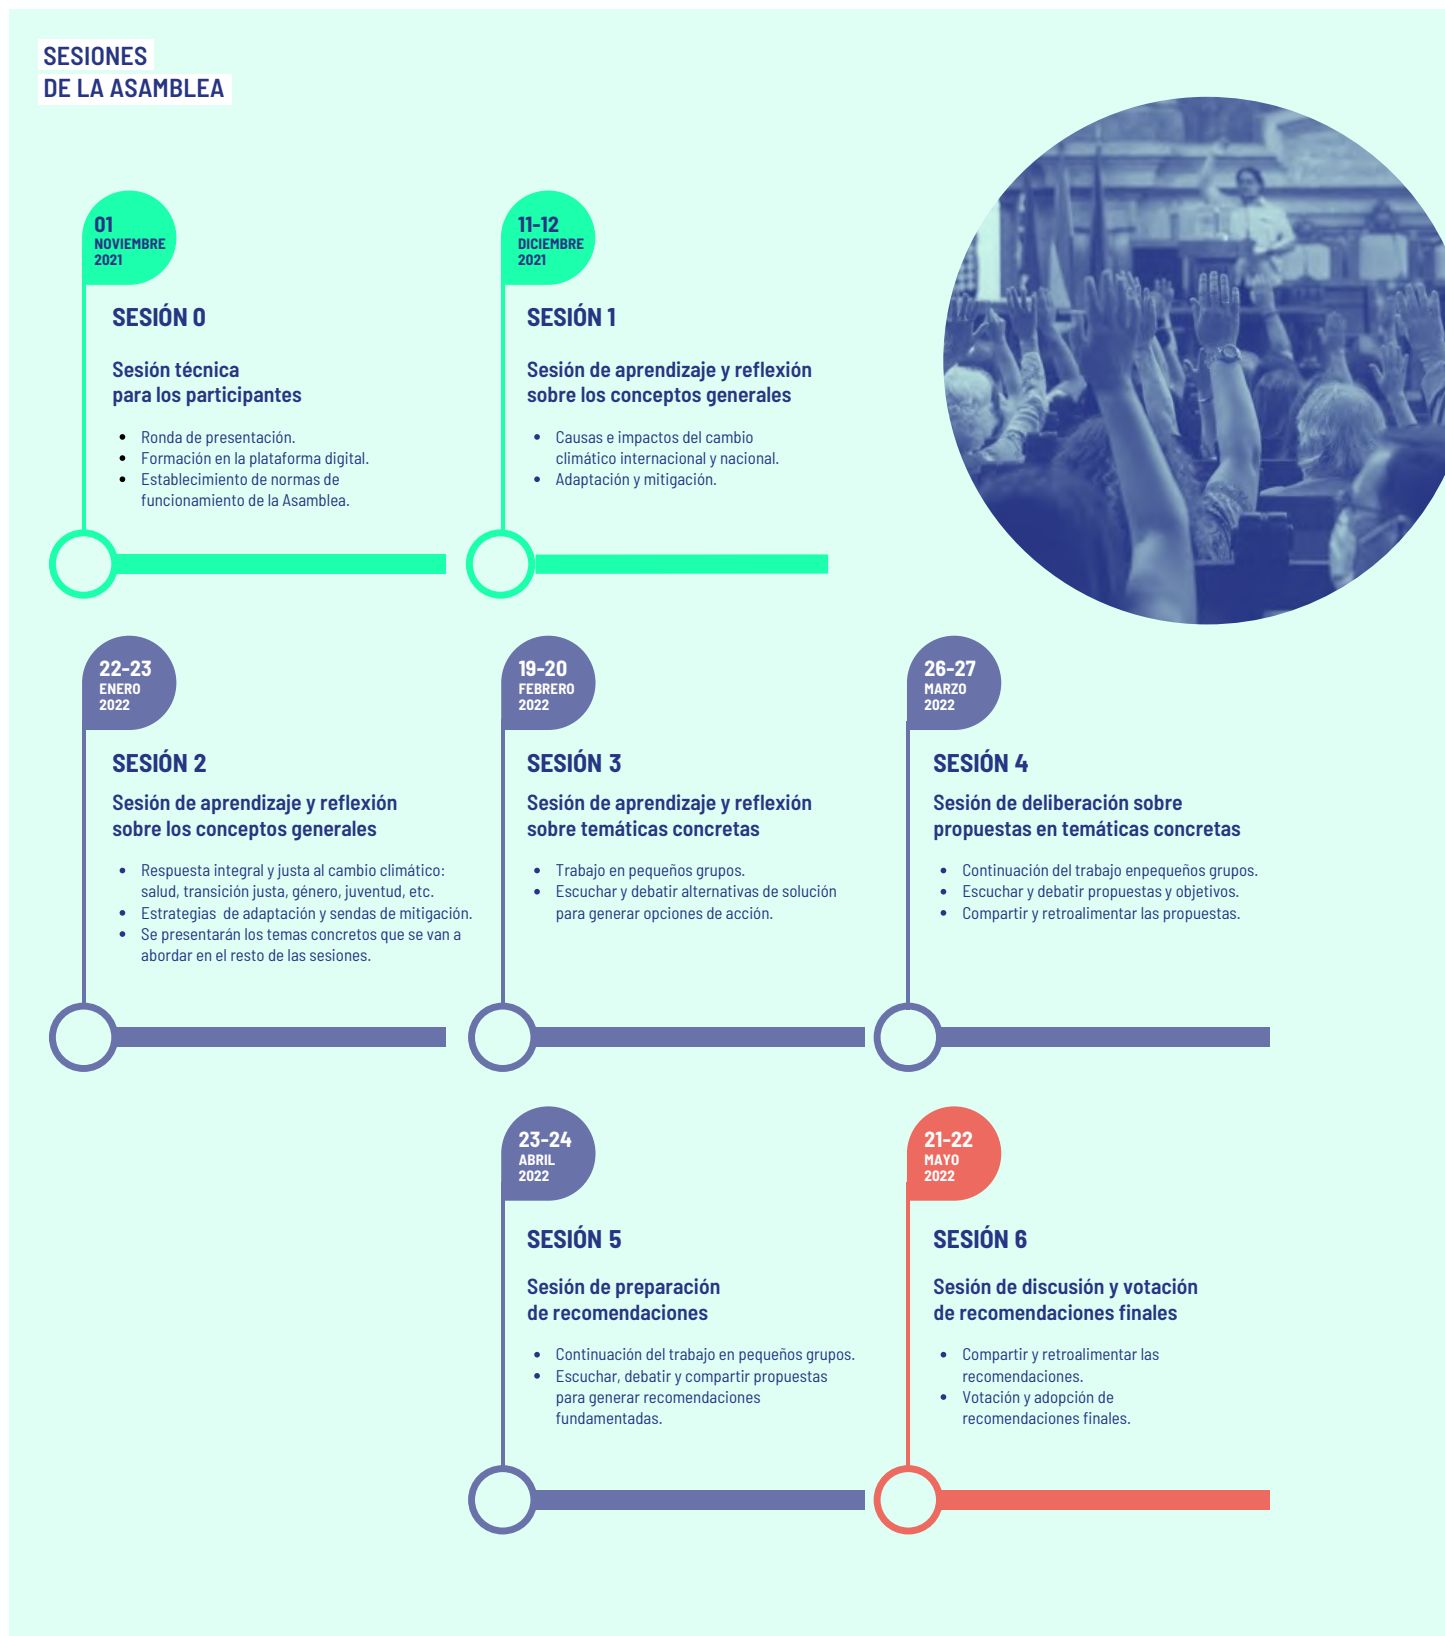 SESIONES
DE LA ASAMBLEA
01
NOVIEMBRE
2021
SESIÓN 0
Sesión técnica
para los participantes
• Ronda de presentación.
• Formación en la plataforma digital.
• Establecimiento de normas de
funcionamiento de la Asamblea.
11-12
DICIEMBRE
2021
SESIÓN 1
Sesión de aprendizaje y reflexión
sobre los conceptos generales
• Causas e impactos del cambio
climático internacional y nacional.
• Adaptación y mitigación.
22-23
ENERO
2022
SESIÓN 2
Sesión de aprendizaje y reflexión
sobre los conceptos generales
• Respuesta integral y justa al cambio climático:
salud, transición justa, género, juventud, etc.
• Estrategias  de adaptación y sendas de mitigación.
• Se presentarán los temas concretos que se van a
abordar en el resto de las sesiones.
19-20
FEBRERO
2022
SESIÓN 3
Sesión de aprendizaje y reflexión
sobre temáticas concretas
• Trabajo en pequeños grupos.
• Escuchar y debatir alternativas de solución
para generar opciones de acción.
26-27
MARZO
2022
SESIÓN 4
Sesión de deliberación sobre
propuestas en temáticas concretas
• Continuación del trabajo enpequeños grupos.
• Escuchar y debatir propuestas y objetivos.
• Compartir y retroalimentar las propuestas.
23-24
ABRIL
2022
SESIÓN 5
Sesión de preparación
de recomendaciones
• Continuación del trabajo en pequeños grupos.
• Escuchar, debatir y compartir propuestas
para generar recomendaciones
fundamentadas.
21-22
MAYO
2022
SESIÓN 6
Sesión de discusión y votación
de recomendaciones finales
• Compartir y retroalimentar las
recomendaciones.
• Votación y adopción de
recomendaciones finales.